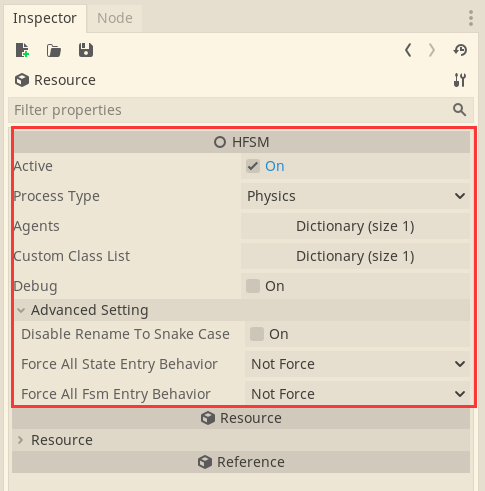 Inspector Node
Resource
Filter properties
HFSM
Active On
Process Type Physics
Agents Dictionary (size 1)
Custom Class List Dictionary (size 1)
Debug On
Advanced Setting
Disable Rename To Snake Case On
Force All State Entry Behavior Not Force
Force All Fsm Entry Behavior Not Force
Resource
Resource
Reference